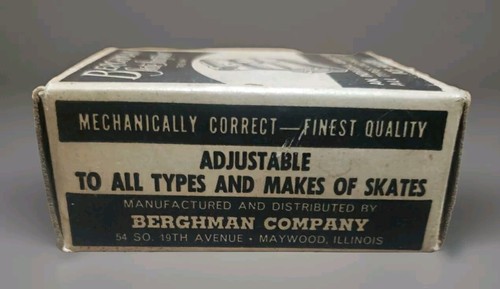 MECHANICALLY CORRECT—FINEST QUALITY
ADJUSTABLE
TO ALL TYPES AND MAKES OF SKATES
MANUFACTURED AND DISTRIBUTED BY
BERGHMAN COMPANY
54 SO. 19TH AVENUE • MAYWOOD, ILLINOIS